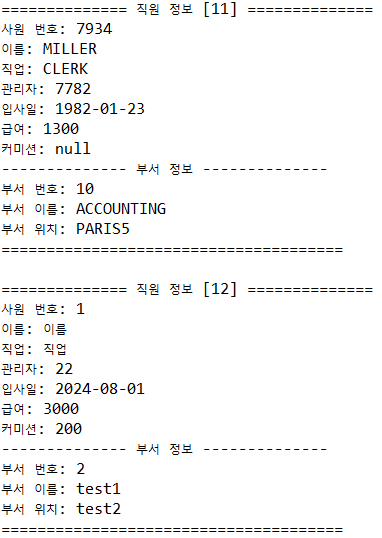 ============== 직원 정보 [11] ==============
사원 번호: 7934
이름: MILLER
직업: CLERK
관리자: 7782
입사일: 1982-01-23
급여: 1300
커미션: null
-------------- 부서 정보 --------------
부서 번호: 10
부서 이름: ACCOUNTING
부서 위치: PARIS5
======================================
============== 직원 정보 [12] ==============
사원 번호: 1
이름: 이름
직업: 직업
관리자: 22
입사일: 2024-08-01
급여: 3000
커미션: 200
-------------- 부서 정보 --------------
부서 번호: 2
부서 이름: test1
부서 위치: test2
======================================